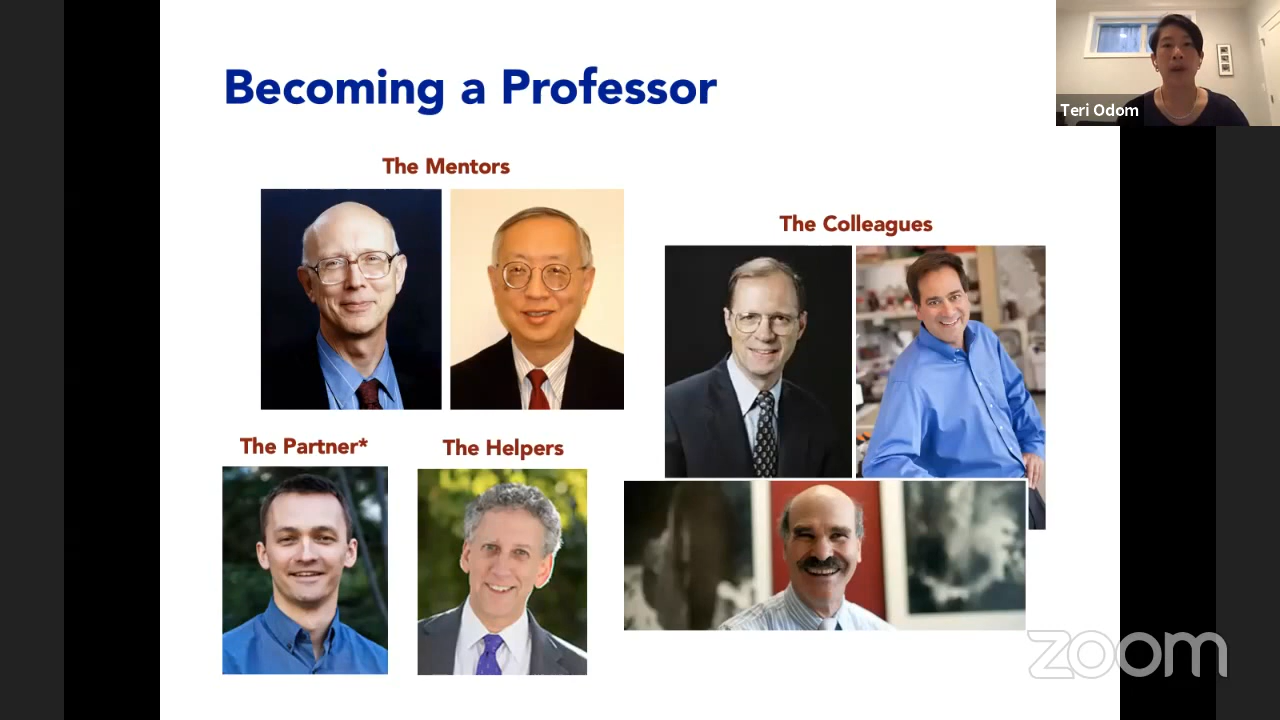 Becoming a Professor
Teri Odom
The Mentors
The Colleagues
The Partner*
The Helpers
zoom